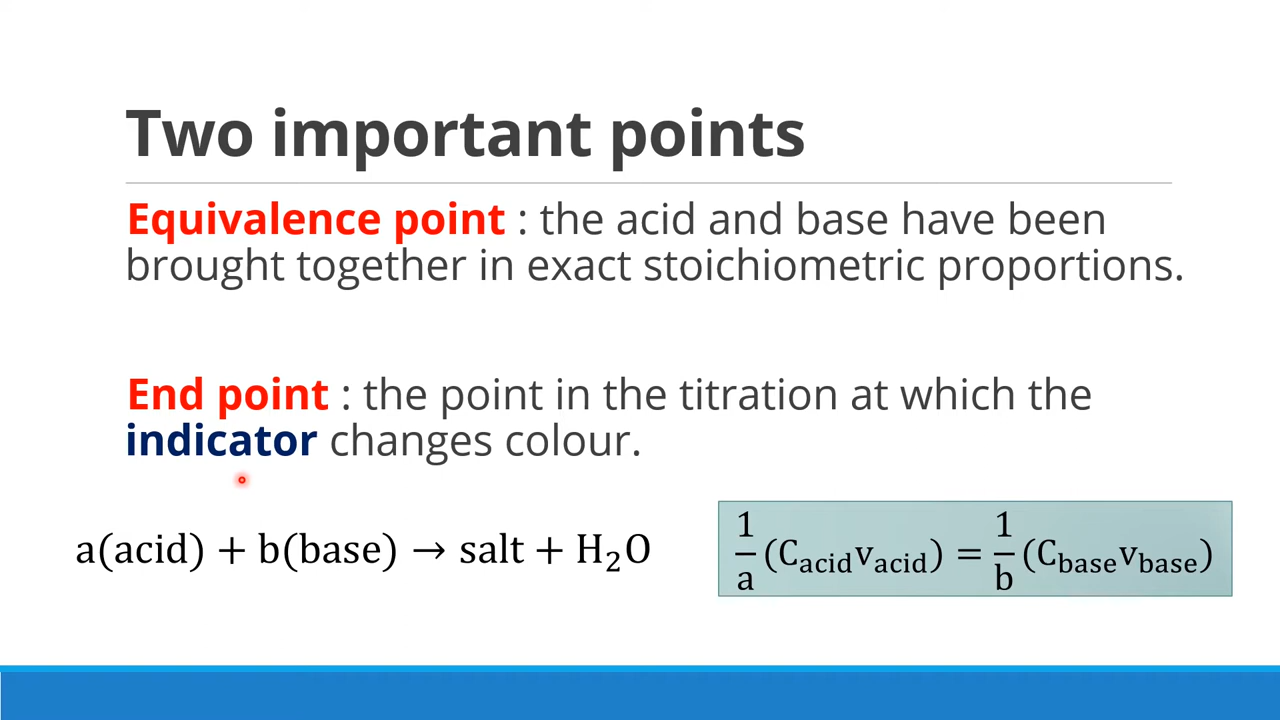 Two important points
Equivalence point : the acid and base have been
brought together in exact stoichiometric proportions.
End point : the point in the titration at which the
indicator changes colour.
a(acid) + b(base) → salt + H₂O
1/a (C_acid v_acid) = 1/b (C_base v_base)